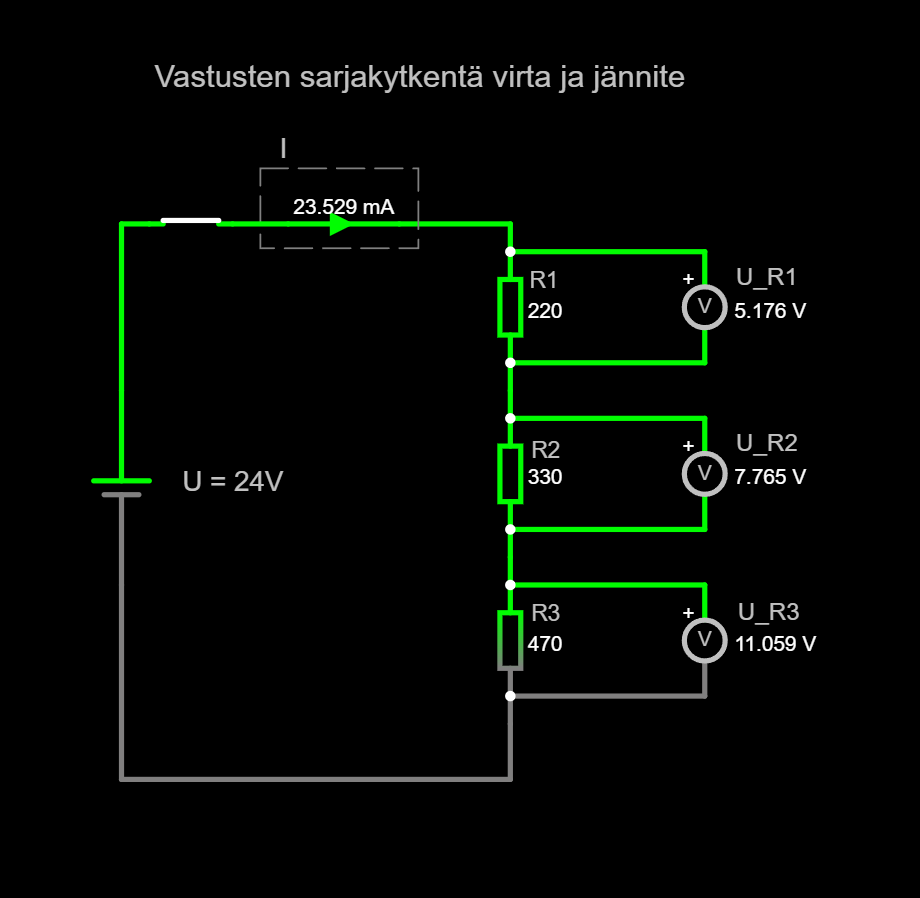 Vastusten sarjakytkentä virta ja jännite
I
23.529 mA
R1
220
+
V
U_R1
5.176 V
U = 24V
R2
330
+
V
U_R2
7.765 V
R3
470
+
V
U_R3
11.059 V